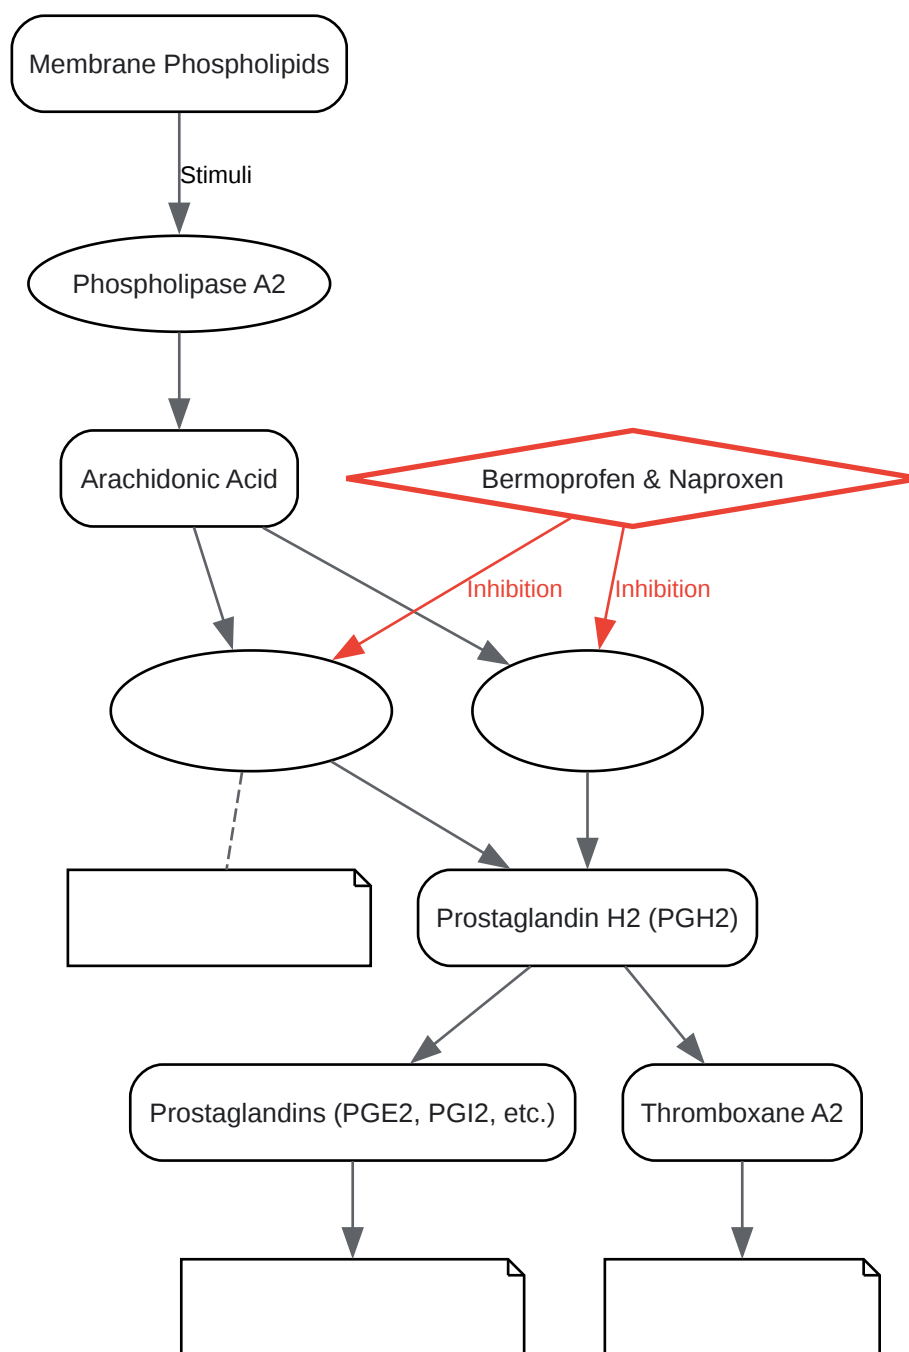 Membrane Phospholipids
Stimuli
Phospholipase A2
Arachidonic Acid
Bermoprofen & Naproxen
Inhibition
Inhibition
Prostaglandin H2 (PGH2)
Prostaglandins (PGE2, PGI2, etc.)
Thromboxane A2